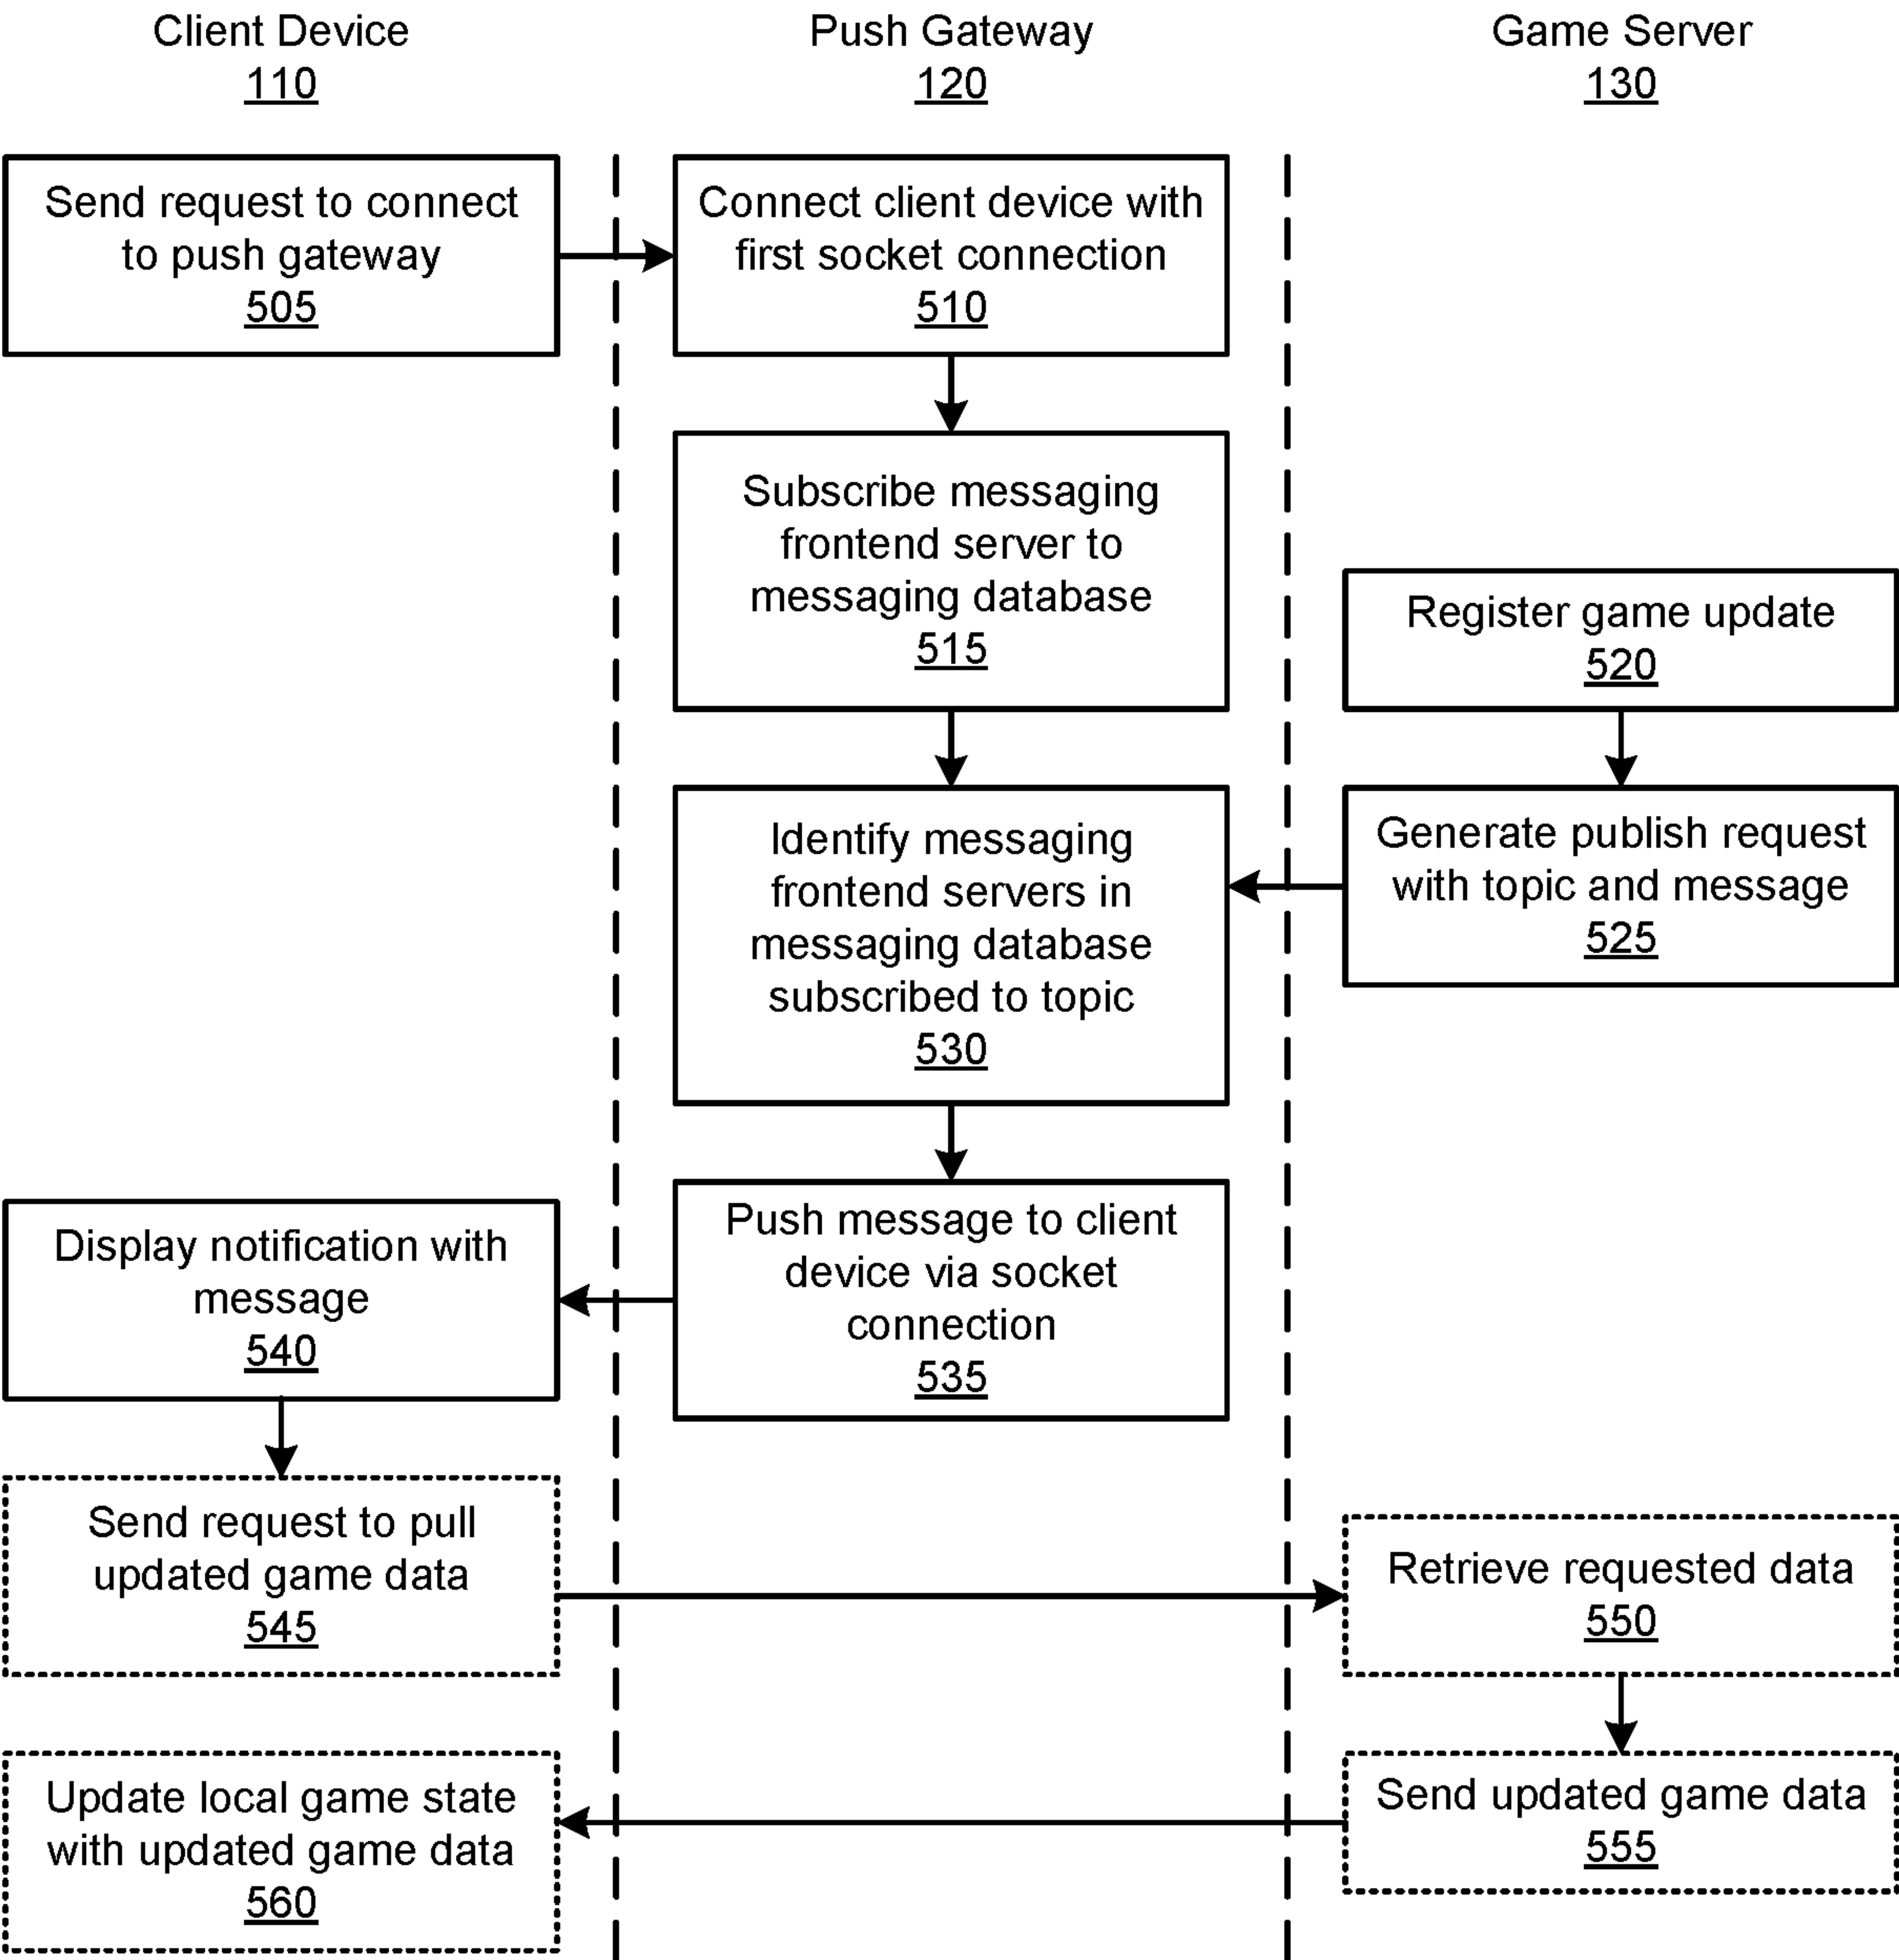 Client Device
110
Push Gateway
120
Game Server
130
Send request to connect
to push gateway
505
Connect client device with
first socket connection
510
Subscribe messaging
frontend server to
messaging database
515
Register game update
520
Generate publish request
with topic and message
525
Identify messaging
frontend servers in
messaging database
subscribed to topic
530
Push message to client
device via socket
connection
535
Display notification with
message
540
Send request to pull
updated game data
545
Retrieve requested data
550
Send updated game data
555
Update local game state
with updated game data
560